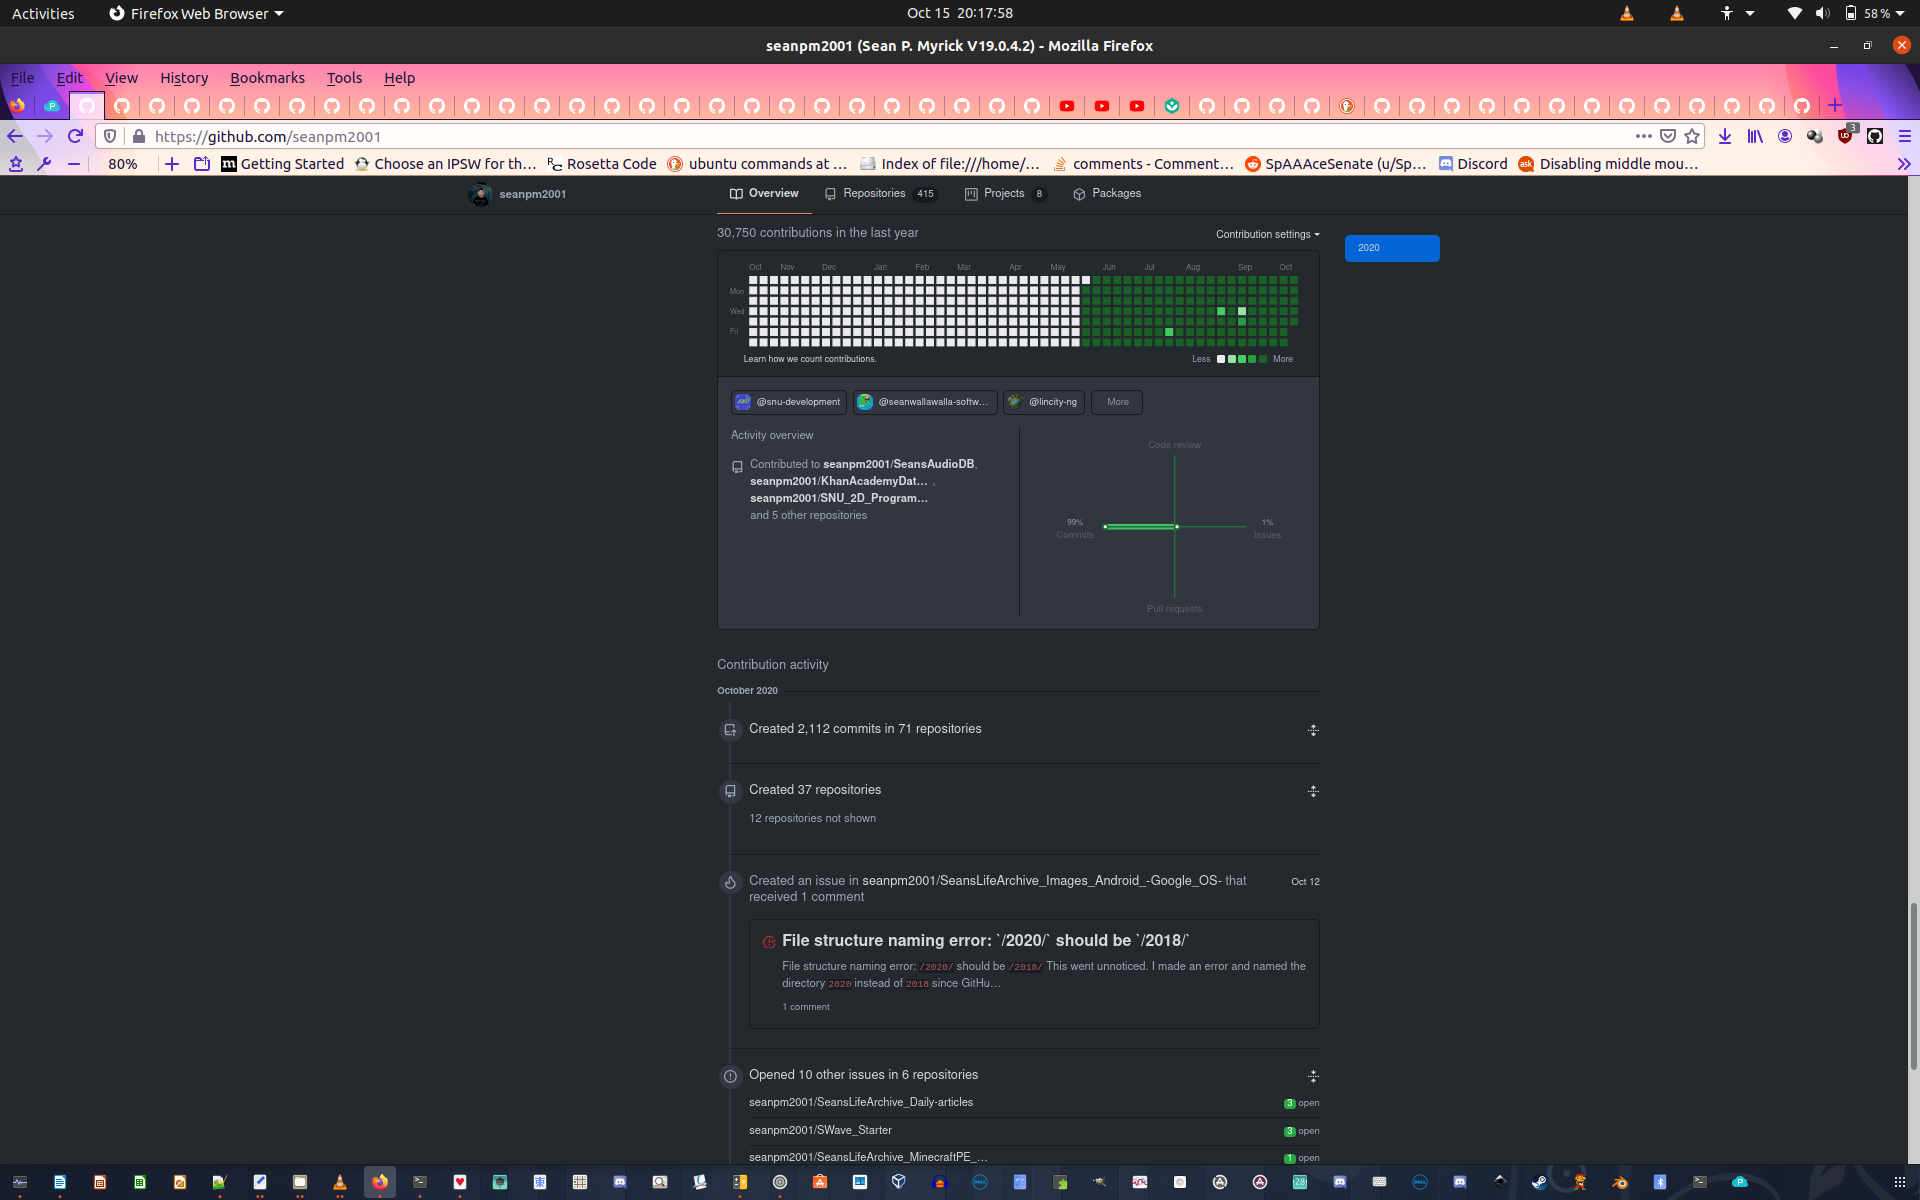 Activities
Firefox Web Browser
Oct 15 20:17:58
58 %
seanpm2001 (Sean P. Myrick V19.0.4.2) - Mozilla Firefox
File Edit View History Bookmarks Tools Help
https://github.com/seanpm2001
3
80%
Getting Started
Choose an IPSW for th…
Rosetta Code
ubuntu commands at …
Index of file:///home/…
comments - Comment…
SpAAAceSenate (u/Sp…
Discord
Disabling middle mou…
seanpm2001
Overview
Repositories 415
Projects 8
Packages
30,750 contributions in the last year
Contribution settings
2020
Oct Nov Dec Jan Feb Mar Apr May Jun Jul Aug Sep Oct
Mon
Wed
Fri
Learn how we count contributions.
Less More
@snu-development
@seanwallawalla-softw…
@lincity-ng
More
Activity overview
Contributed to seanpm2001/SeansAudioDB,
seanpm2001/KhanAcademyDat… ,
seanpm2001/SNU_2D_Program…
and 5 other repositories
Code review
99%
Commits
1%
Issues
Pull requests
Contribution activity
October 2020
Created 2,112 commits in 71 repositories
Created 37 repositories
12 repositories not shown
Created an issue in seanpm2001/SeansLifeArchive_Images_Android_-Google_OS- that
received 1 comment
Oct 12
File structure naming error: `/2020/` should be `/2018/`
File structure naming error: /2020/ should be /2018/ This went unnoticed. I made an error and named the
directory 2020 instead of 2018 since GitHu…
1 comment
Opened 10 other issues in 6 repositories
seanpm2001/SeansLifeArchive_Daily-articles
3 open
seanpm2001/SWave_Starter
3 open
seanpm2001/SeansLifeArchive_MinecraftPE_…
1 open